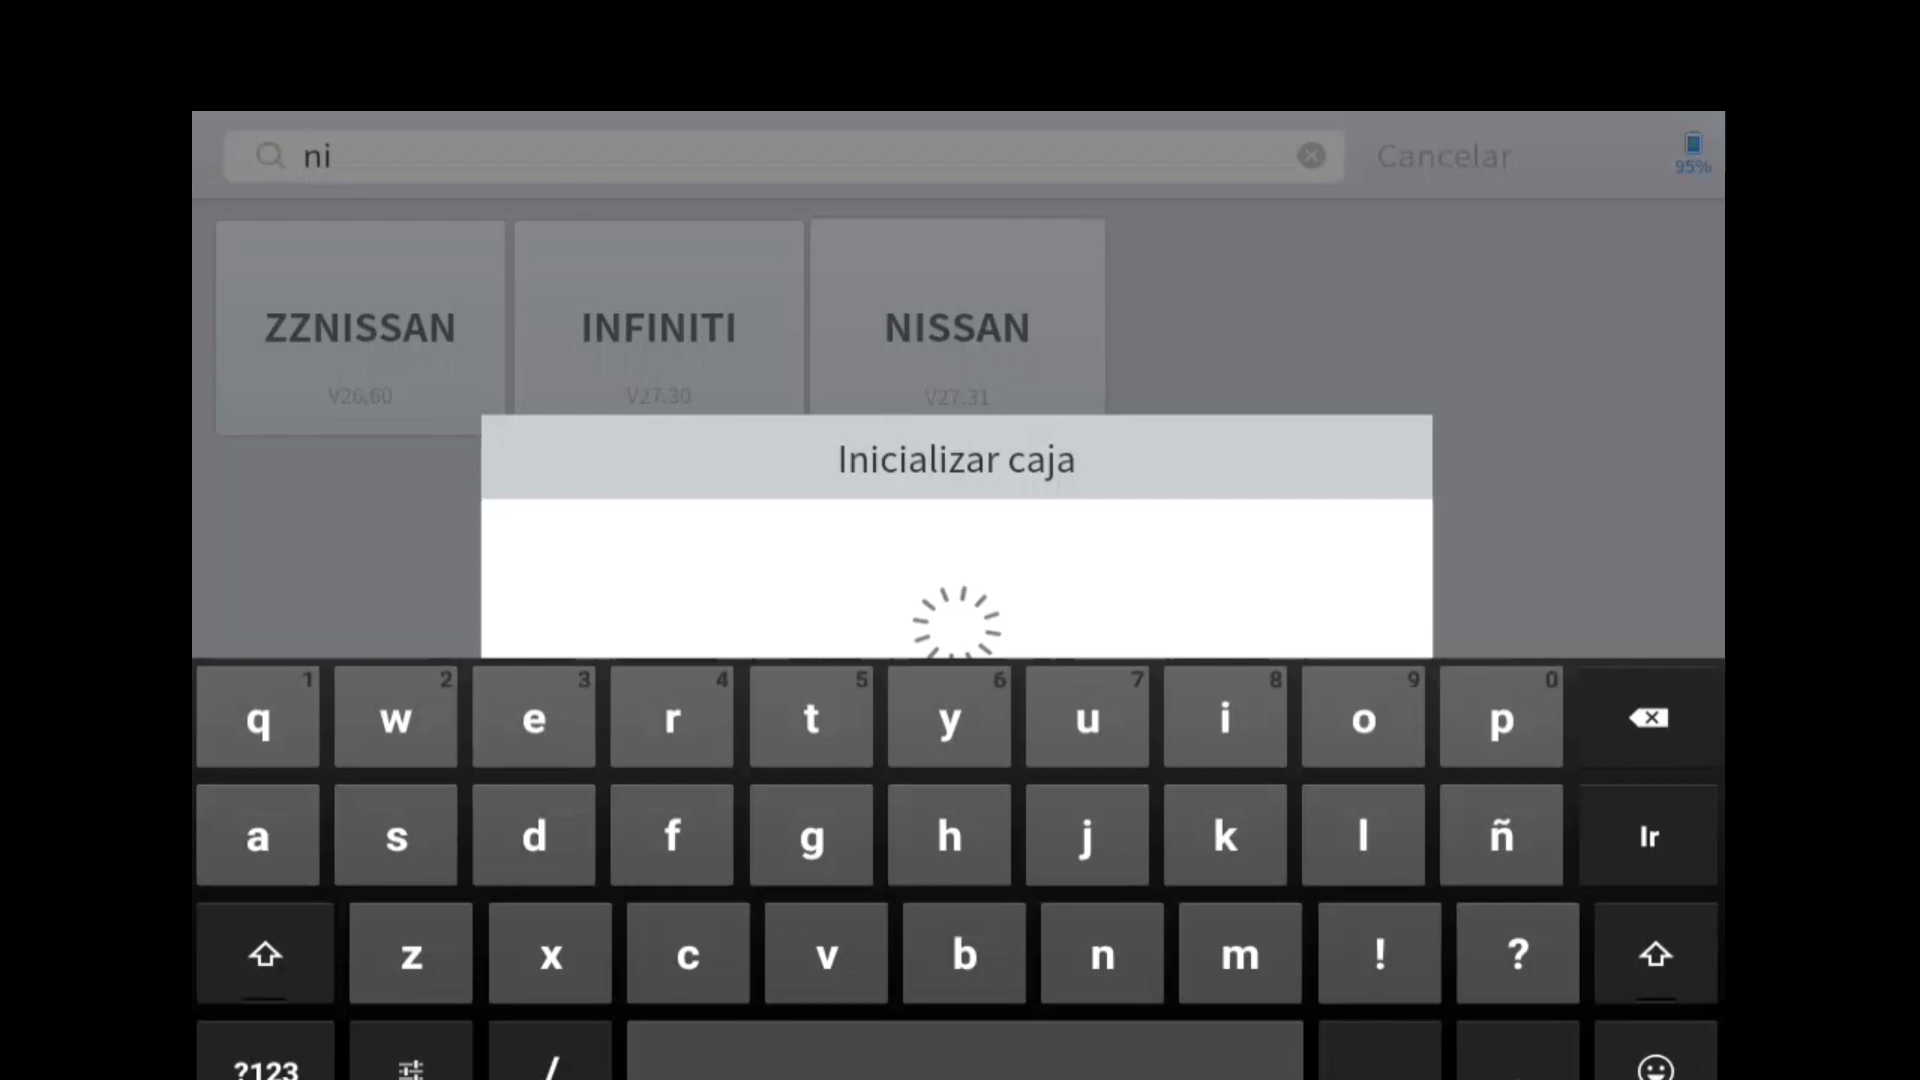 ni
Cancelar
95%
ZZNISSAN
INFINITI
NISSAN
V26.60
V27.30
V27.31
Inicializar caja
1 2 3 4 5 6 7 8 9 0
q w e r t y u i o p
a s d f g h j k l ñ Ir
z x c v b n m ! ?
?123 /